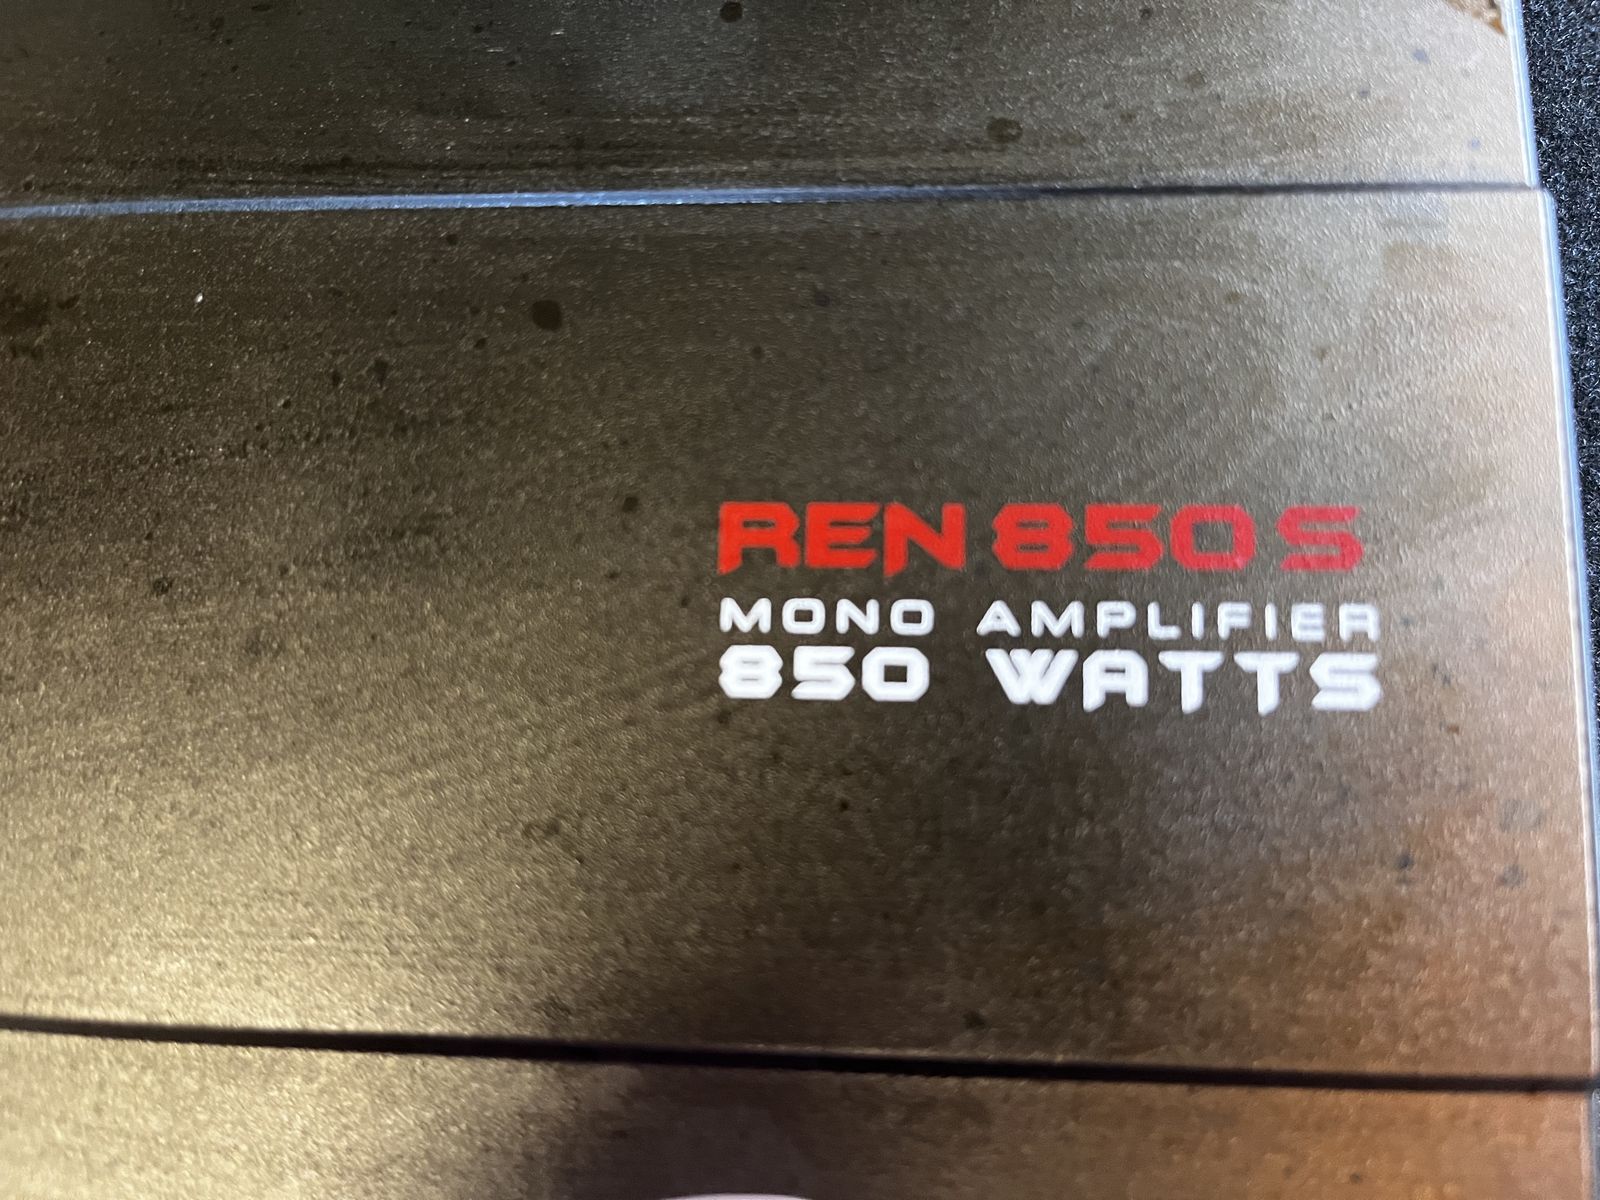 REN 850 S
MONO AMPLIFIER
850 WATTS